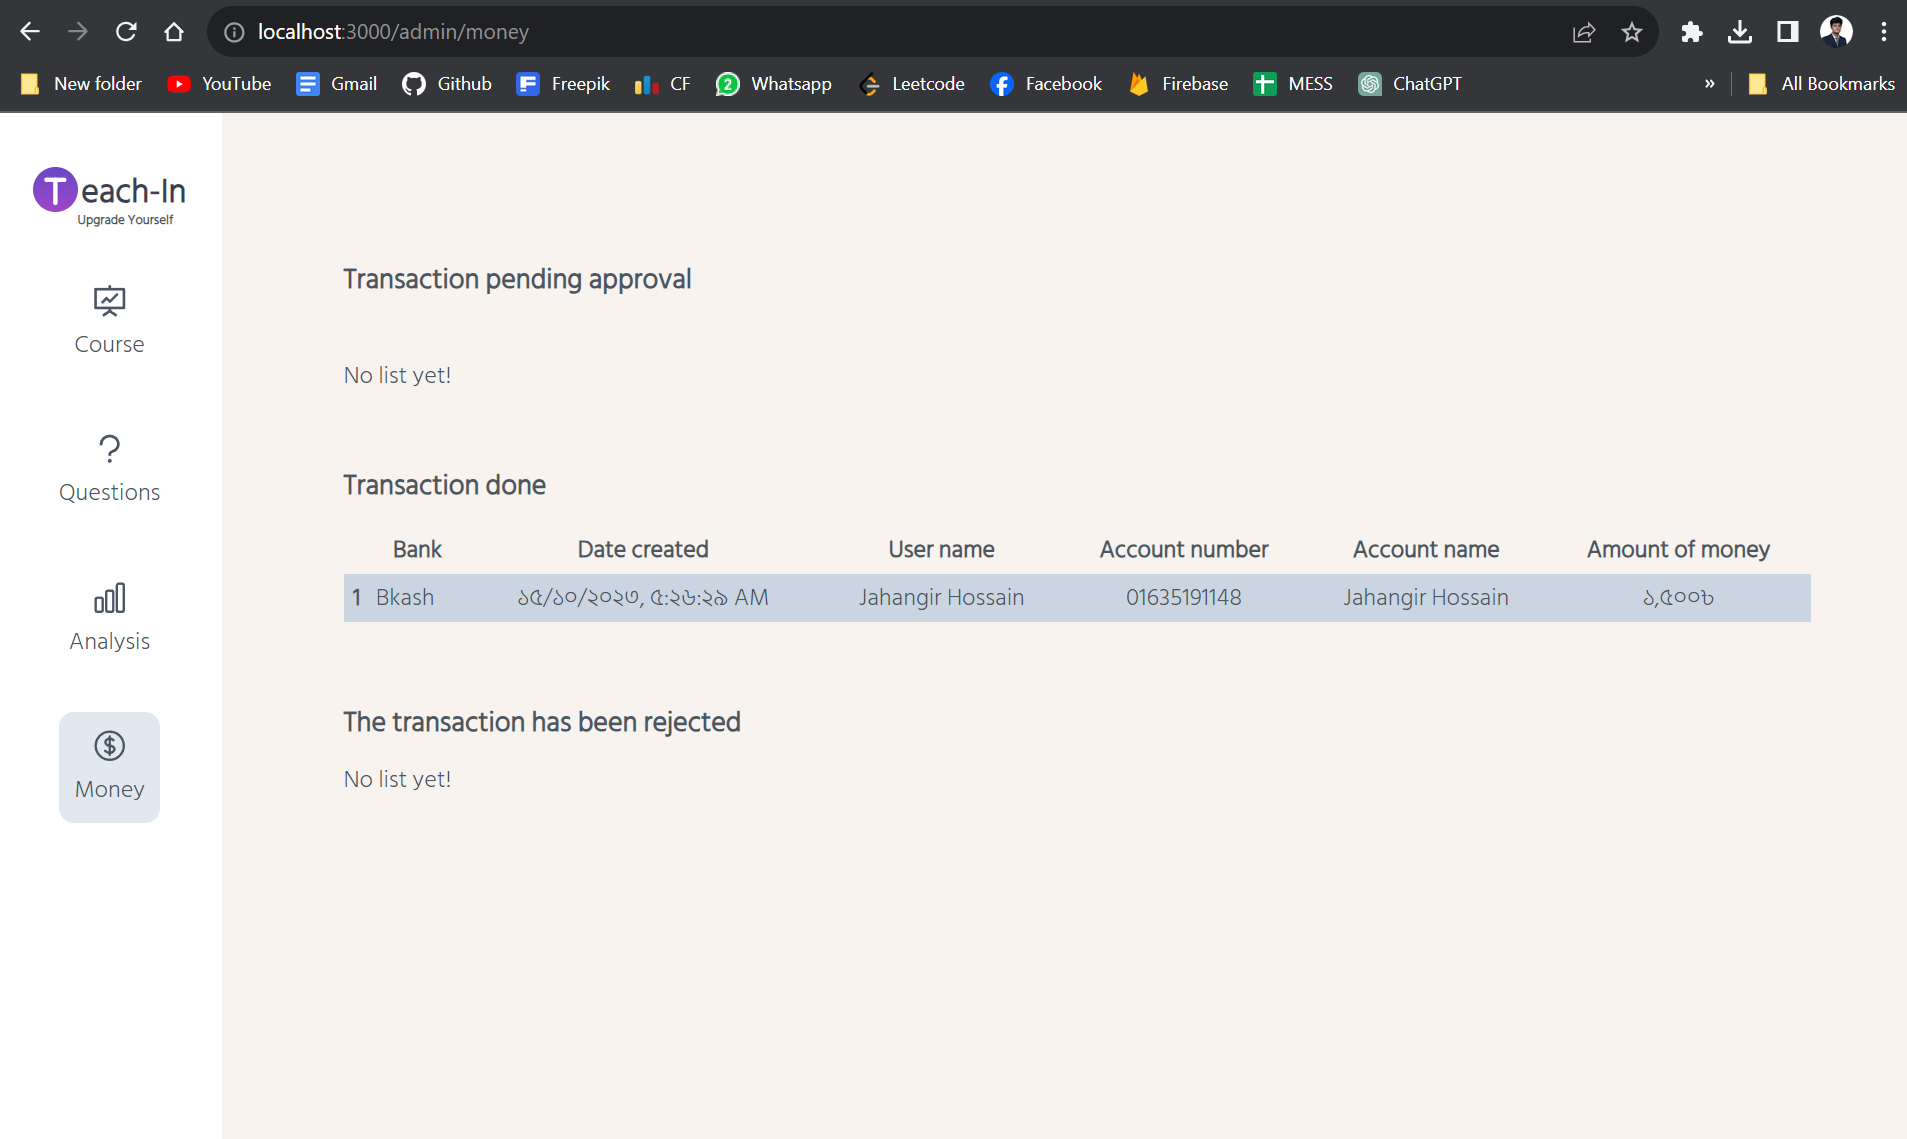 localhost:3000/admin/money
New folder YouTube Gmail Github Freepik CF 2 Whatsapp Leetcode Facebook Firebase MESS ChatGPT » All Bookmarks
Teach-In
Upgrade Yourself
Course
Questions
Analysis
Money
Transaction pending approval
No list yet!
Transaction done
Bank Date created User name Account number Account name Amount of money
1 Bkash ১৫/১০/২০২৩, ৫:২৬:২৯ AM Jahangir Hossain 01635191148 Jahangir Hossain ১,৫০০৳
The transaction has been rejected
No list yet!